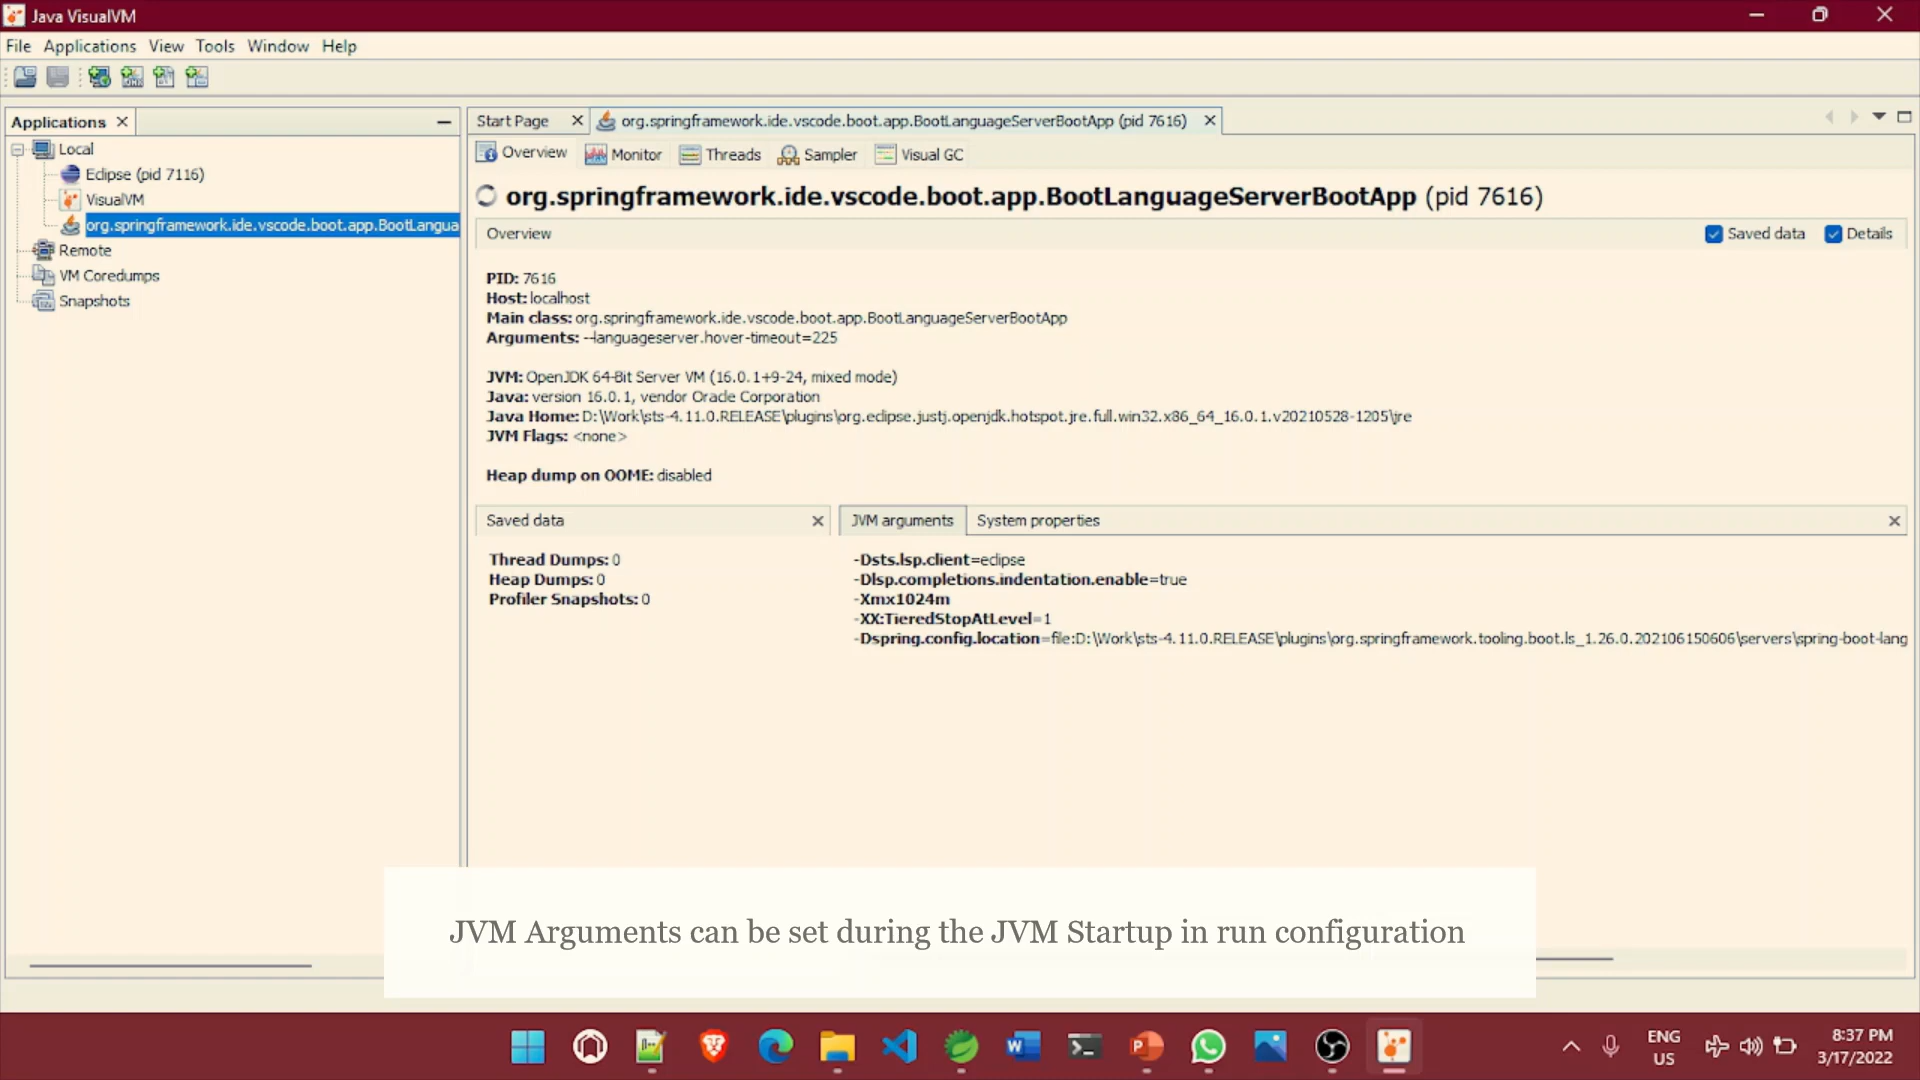 Java VisualVM
File Applications View Tools Window Help
Applications
Local
Eclipse (pid 7116)
VisualVM
org.springframework.ide.vscode.boot.app.BootLangua
Remote
VM Coredumps
Snapshots
Start Page
org.springframework.ide.vscode.boot.app.BootLanguageServerBootApp (pid 7616)
Overview Monitor Threads Sampler Visual GC
org.springframework.ide.vscode.boot.app.BootLanguageServerBootApp (pid 7616)
Overview
Saved data Details
PID: 7616
Host: localhost
Main class: org.springframework.ide.vscode.boot.app.BootLanguageServerBootApp
Arguments: --languageserver.hover-timeout=225
JVM: OpenJDK 64-Bit Server VM (16.0.1+9-24, mixed mode)
Java: version 16.0.1, vendor Oracle Corporation
Java Home: D:\Work\sts-4.11.0.RELEASE\plugins\org.eclipse.justj.openjdk.hotspot.jre.full.win32.x86_64_16.0.1.v20210528-1205\jre
JVM Flags: <none>
Heap dump on OOME: disabled
Saved data
Thread Dumps: 0
Heap Dumps: 0
Profiler Snapshots: 0
JVM arguments System properties
-Dsts.lsp.client=eclipse
-Dlsp.completions.indentation.enable=true
-Xmx1024m
-XX:TieredStopAtLevel=1
-Dspring.config.location=file:D:\Work\sts-4.11.0.RELEASE\plugins\org.springframework.tooling.boot.ls_1.26.0.202106150606\servers\spring-boot-lang
JVM Arguments can be set during the JVM Startup in run configuration
ENG
US
8:37 PM
3/17/2022